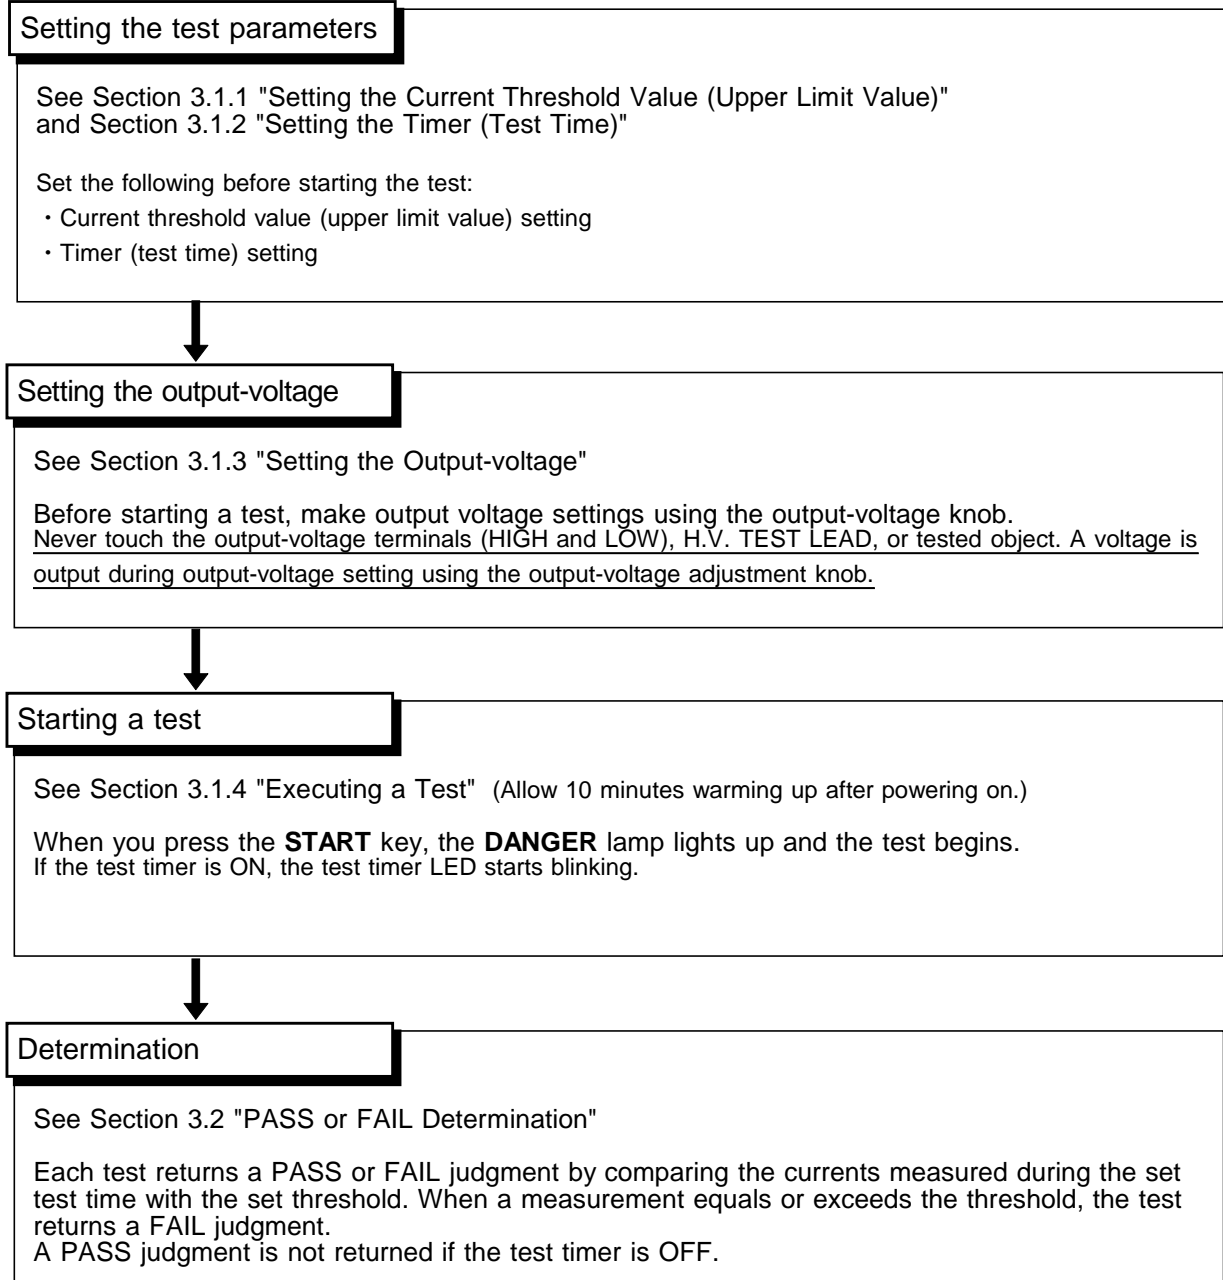 Setting the test parameters
See Section 3.1.1 "Setting the Current Threshold Value (Upper Limit Value)"
and Section 3.1.2 "Setting the Timer (Test Time)"
Set the following before starting the test:
・Current threshold value (upper limit value) setting
・Timer (test time) setting
Setting the output-voltage
See Section 3.1.3 "Setting the Output-voltage"
Before starting a test, make output voltage settings using the output-voltage knob.
Never touch the output-voltage terminals (HIGH and LOW), H.V. TEST LEAD, or tested object. A voltage is
output during output-voltage setting using the output-voltage adjustment knob.
Starting a test
See Section 3.1.4 "Executing a Test" (Allow 10 minutes warming up after powering on.)
When you press the START key, the DANGER lamp lights up and the test begins.
If the test timer is ON, the test timer LED starts blinking.
Determination
See Section 3.2 "PASS or FAIL Determination"
Each test returns a PASS or FAIL judgment by comparing the currents measured during the set
test time with the set threshold. When a measurement equals or exceeds the threshold, the test
returns a FAIL judgment.
A PASS judgment is not returned if the test timer is OFF.